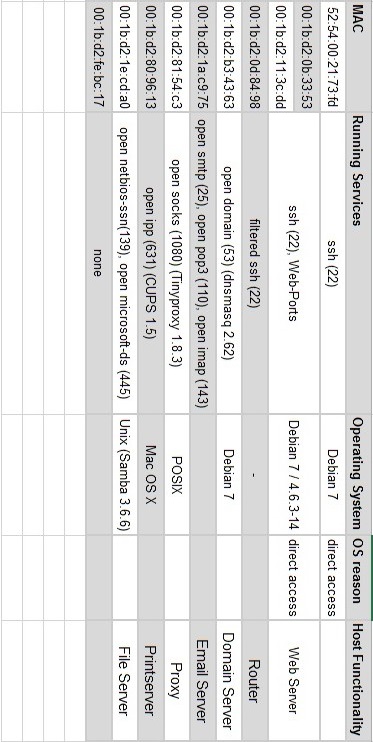 MAC Running Services Operating System OS reason Host Functionality
52:54:00:21:73:fd ssh (22) Debian 7 direct access
00:1b:d2:0b:33:53
00:1b:d2:11:3c:dd ssh (22), Web-Ports Debian 7 / 4.6.3-14 direct access Web Server
00:1b:d2:0d:84:98 filtered ssh (22) - Router
00:1b:d2:b3:43:63 open domain (53) (dnsmasq 2.62) Debian 7 Domain Server
00:1b:d2:1a:c9:75 open smtp (25), open pop3 (110), open imap (143) Email Server
00:1b:d2:81:54:c3 open socks (1080) (Tinyproxy 1.8.3) POSIX Proxy
00:1b:d2:80:96:13 open ipp (631) (CUPS 1.5) Mac OS X Printserver
00:1b:d2:1e:cd:a0 open netbios-ssn(139), open microsoft-ds (445) Unix (Samba 3.6.6) File Server
00:1b:d2:fe:bc:17 none